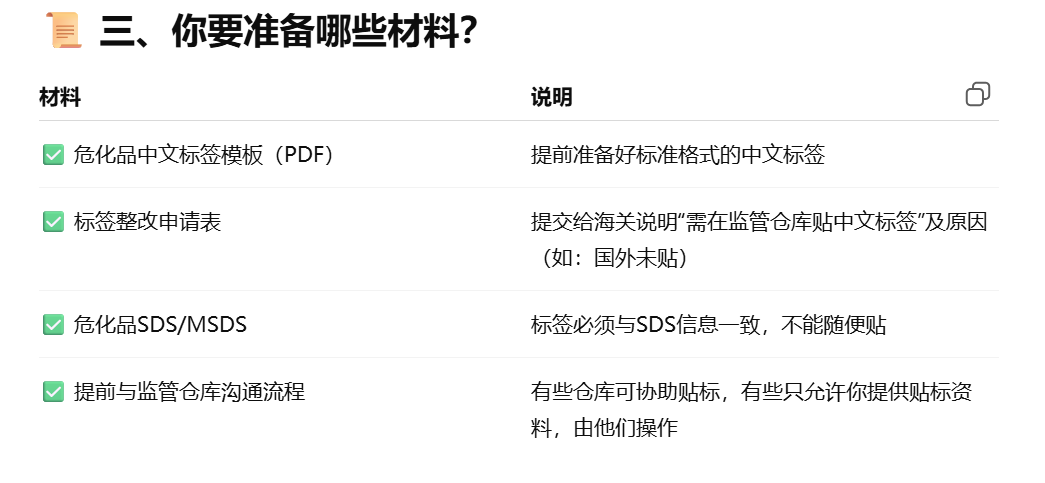 📜 三、你要准备哪些材料？
材料 说明
✅ 危化品中文标签模板（PDF） 提前准备好标准格式的中文标签
✅ 标签整改申请表 提交给海关说明“需在监管仓库贴中文标签”及原因
（如：国外未贴）
✅ 危化品SDS/MSDS 标签必须与SDS信息一致，不能随便贴
✅ 提前与监管仓库沟通流程 有些仓库可协助贴标，有些只允许你提供贴标资
料，由他们操作